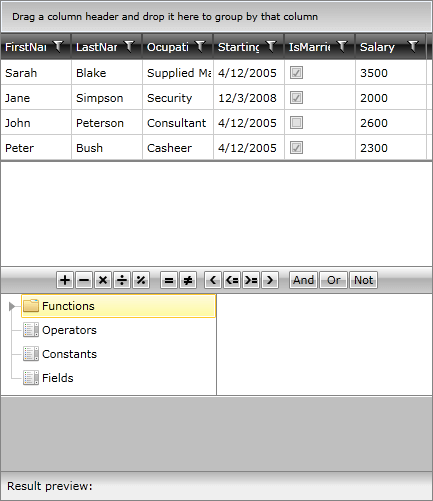 Drag a column header and drop it here to group by that column
FirstNar LastNar Ocupati Starting IsMarrie Salary
Sarah Blake Supplied Ma 4/12/2005 3500
Jane Simpson Security 12/3/2008 2000
John Peterson Consultant 4/12/2005 2600
Peter Bush Casheer 4/12/2005 2300
+ − × ÷ % = ≠ < <= >= > And Or Not
Functions
Operators
Constants
Fields
Result preview: